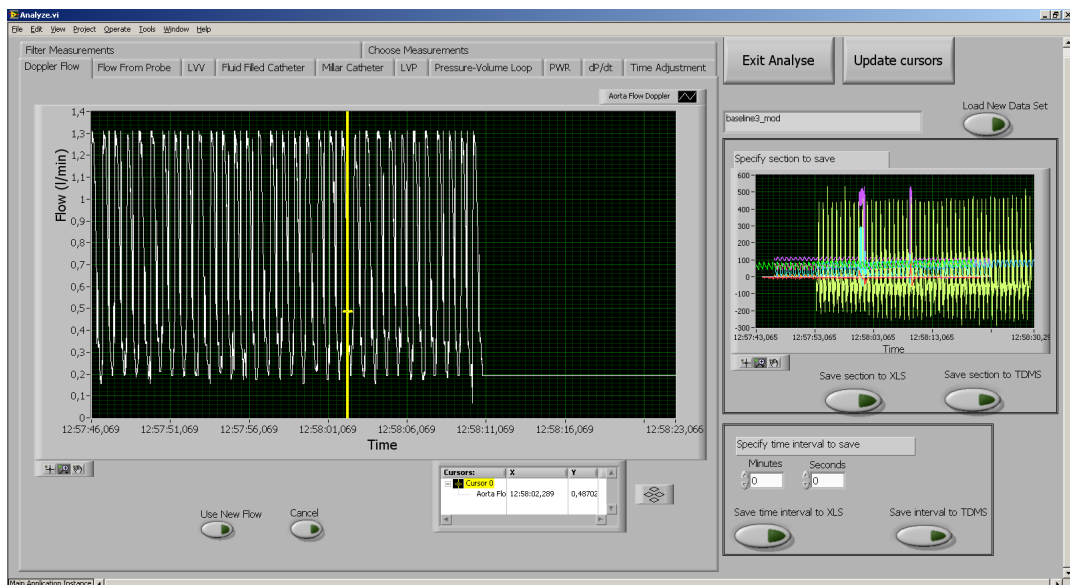 Analyze.vi
File Edit View Project Operate Tools Window Help
Filter Measurements
Choose Measurements
Doppler Flow
Flow From Probe
LVV
Fluid Filled Catheter
Millar Catheter
LVP
Pressure-Volume Loop
PWR
dP/dt
Time Adjustment
Aorta Flow Doppler
Flow (l/min)
1,4
1,3
1,2
1,1
1
0,9
0,8
0,7
0,6
0,5
0,4
0,3
0,2
0,1
0
12:57:46,069
12:57:51,069
12:57:56,069
12:58:01,069
12:58:06,069
12:58:11,069
12:58:16,069
12:58:23,066
Time
Cursors: X Y
Cursor 0
Aorta Flo 12:58:02,289 0,48702
Use New Flow
Cancel
Exit Analyse
Update cursors
Load New Data Set
baseline3_mod
Specify section to save
600
500
400
300
200
100
0
-100
-200
-300
12:57:43,065
12:57:53,065
12:58:03,065
12:58:13,065
12:58:30,29
Time
Save section to XLS
Save section to TDMS
Specify time interval to save
Minutes
Seconds
0
0
Save time interval to XLS
Save interval to TDMS
Main Application Instance